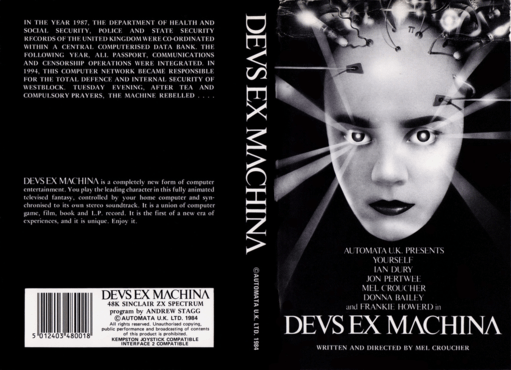 IN THE YEAR 1987, THE DEPARTMENT OF HEALTH AND
SOCIAL SECURITY, POLICE AND STATE SECURITY
RECORDS OF THE UNITED KINGDOM WERE CO-ORDINATED
WITHIN A CENTRAL COMPUTERISED DATA BANK. THE
FOLLOWING YEAR, ALL PASSPORT, COMMUNICATIONS
AND CENSORSHIP OPERATIONS WERE INTEGRATED. IN
1994, THIS COMPUTER NETWORK BECAME RESPONSIBLE
FOR THE TOTAL DEFENCE AND INTERNAL SECURITY OF
WESTBLOCK. TUESDAY EVENING, AFTER TEA AND
COMPULSORY PRAYERS, THE MACHINE REBELLED . . . .
DEVS EX MACHINA is a completely new form of computer
entertainment. You play the leading character in this fully animated
televised fantasy, controlled by your home computer and syn-
chronised to its own stereo soundtrack. It is a union of computer
game, film, book and L.P. record. It is the first of a new era of
experiences, and it is unique. Enjoy it.
5 012403 480018
DEVS EX MACHINA
48K SINCLAIR ZX SPECTRUM
program by ANDREW STAGG
©AUTOMATA U.K. LTD. 1984
All rights reserved. Unauthorised copying,
public performance and broadcasting of contents
of this product is prohibited.
KEMPSTON JOYSTICK COMPATIBLE
INTERFACE 2 COMPATIBLE
DEVS EX MACHINA
©AUTOMATA U.K. LTD. 1984
AUTOMATA U.K. PRESENTS
YOURSELF
IAN DURY
JON PERTWEE
MEL CROUCHER
DONNA BAILEY
and FRANKIE HOWERD in
DEVS EX MACHINA
WRITTEN AND DIRECTED BY MEL CROUCHER